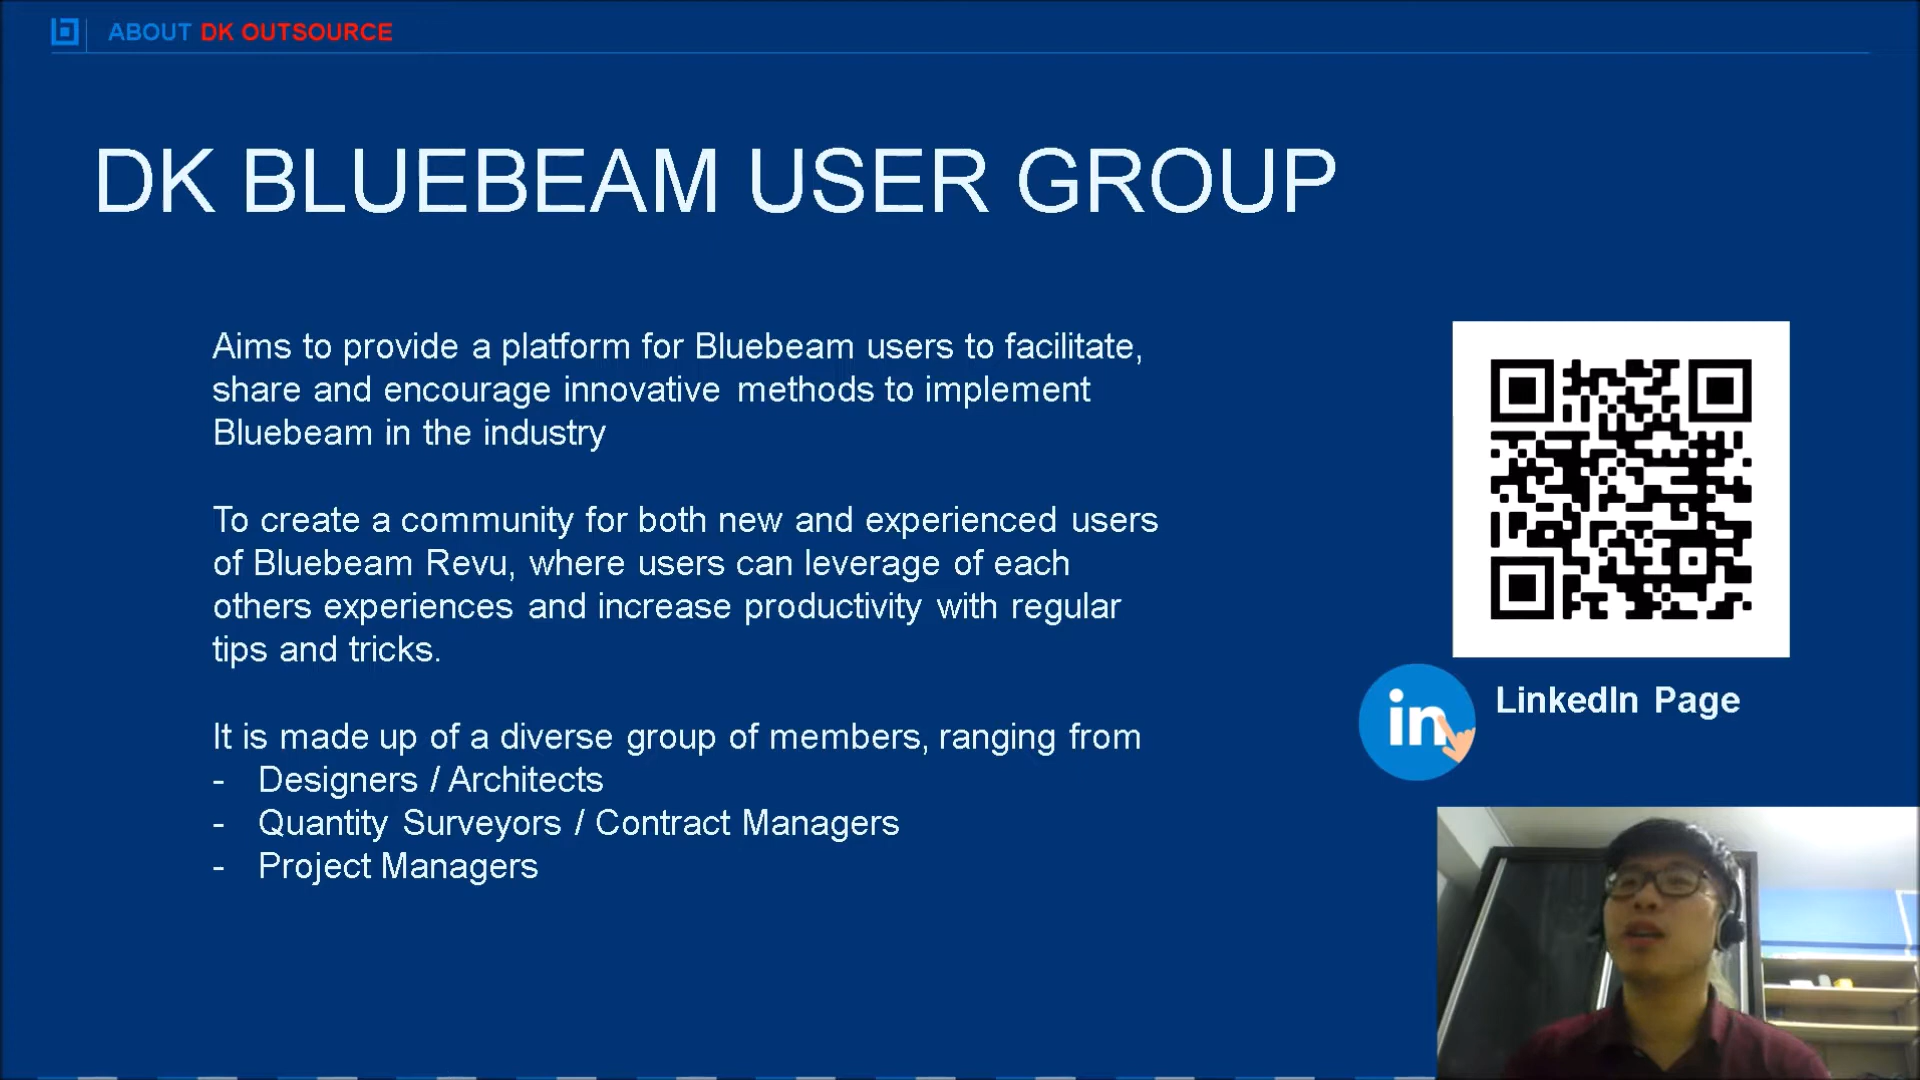 ABOUT DK OUTSOURCE
DK BLUEBEAM USER GROUP
Aims to provide a platform for Bluebeam users to facilitate,
share and encourage innovative methods to implement
Bluebeam in the industry
To create a community for both new and experienced users
of Bluebeam Revu, where users can leverage of each
others experiences and increase productivity with regular
tips and tricks.
It is made up of a diverse group of members, ranging from
- Designers / Architects
- Quantity Surveyors / Contract Managers
- Project Managers
in
LinkedIn Page